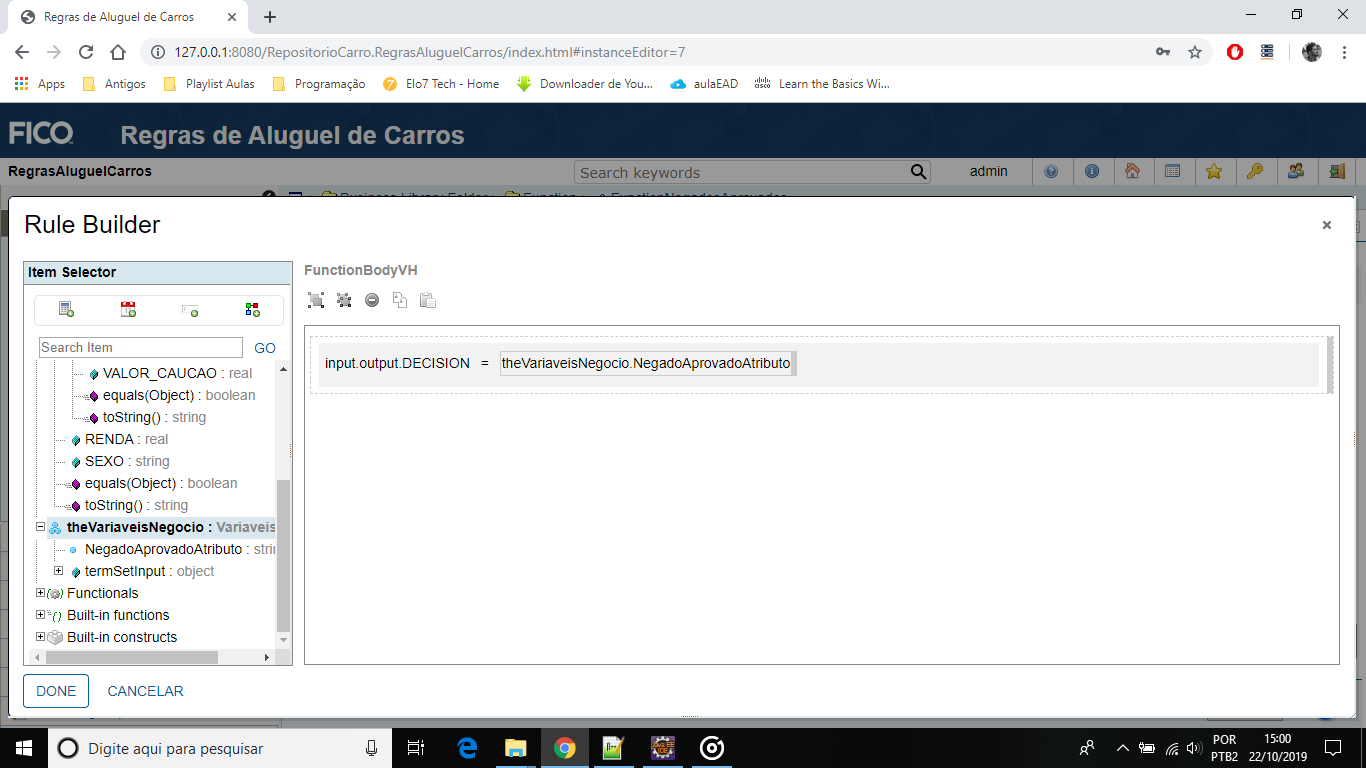 Regras de Aluguel de Carros
127.0.0.1:8080/RepositorioCarro.RegrasAluguelCarros/index.html#instanceEditor=7
Apps Antigos Playlist Aulas Programação Elo7 Tech - Home Downloader de You... aulaEAD Learn the Basics Wi...
FICO Regras de Aluguel de Carros
RegrasAluguelCarros Search keywords admin
Rule Builder
Item Selector
Search Item GO
VALOR_CAUCAO : real
equals(Object) : boolean
toString() : string
RENDA : real
SEXO : string
equals(Object) : boolean
toString() : string
theVariaveisNegocio : Variaveis
NegadoAprovadoAtributo : strin
termSetInput : object
Functionals
Built-in functions
Built-in constructs
FunctionBodyVH
input.output.DECISION = theVariaveisNegocio.NegadoAprovadoAtributo
DONE CANCELAR
Digite aqui para pesquisar
POR
PTB2
15:00
22/10/2019